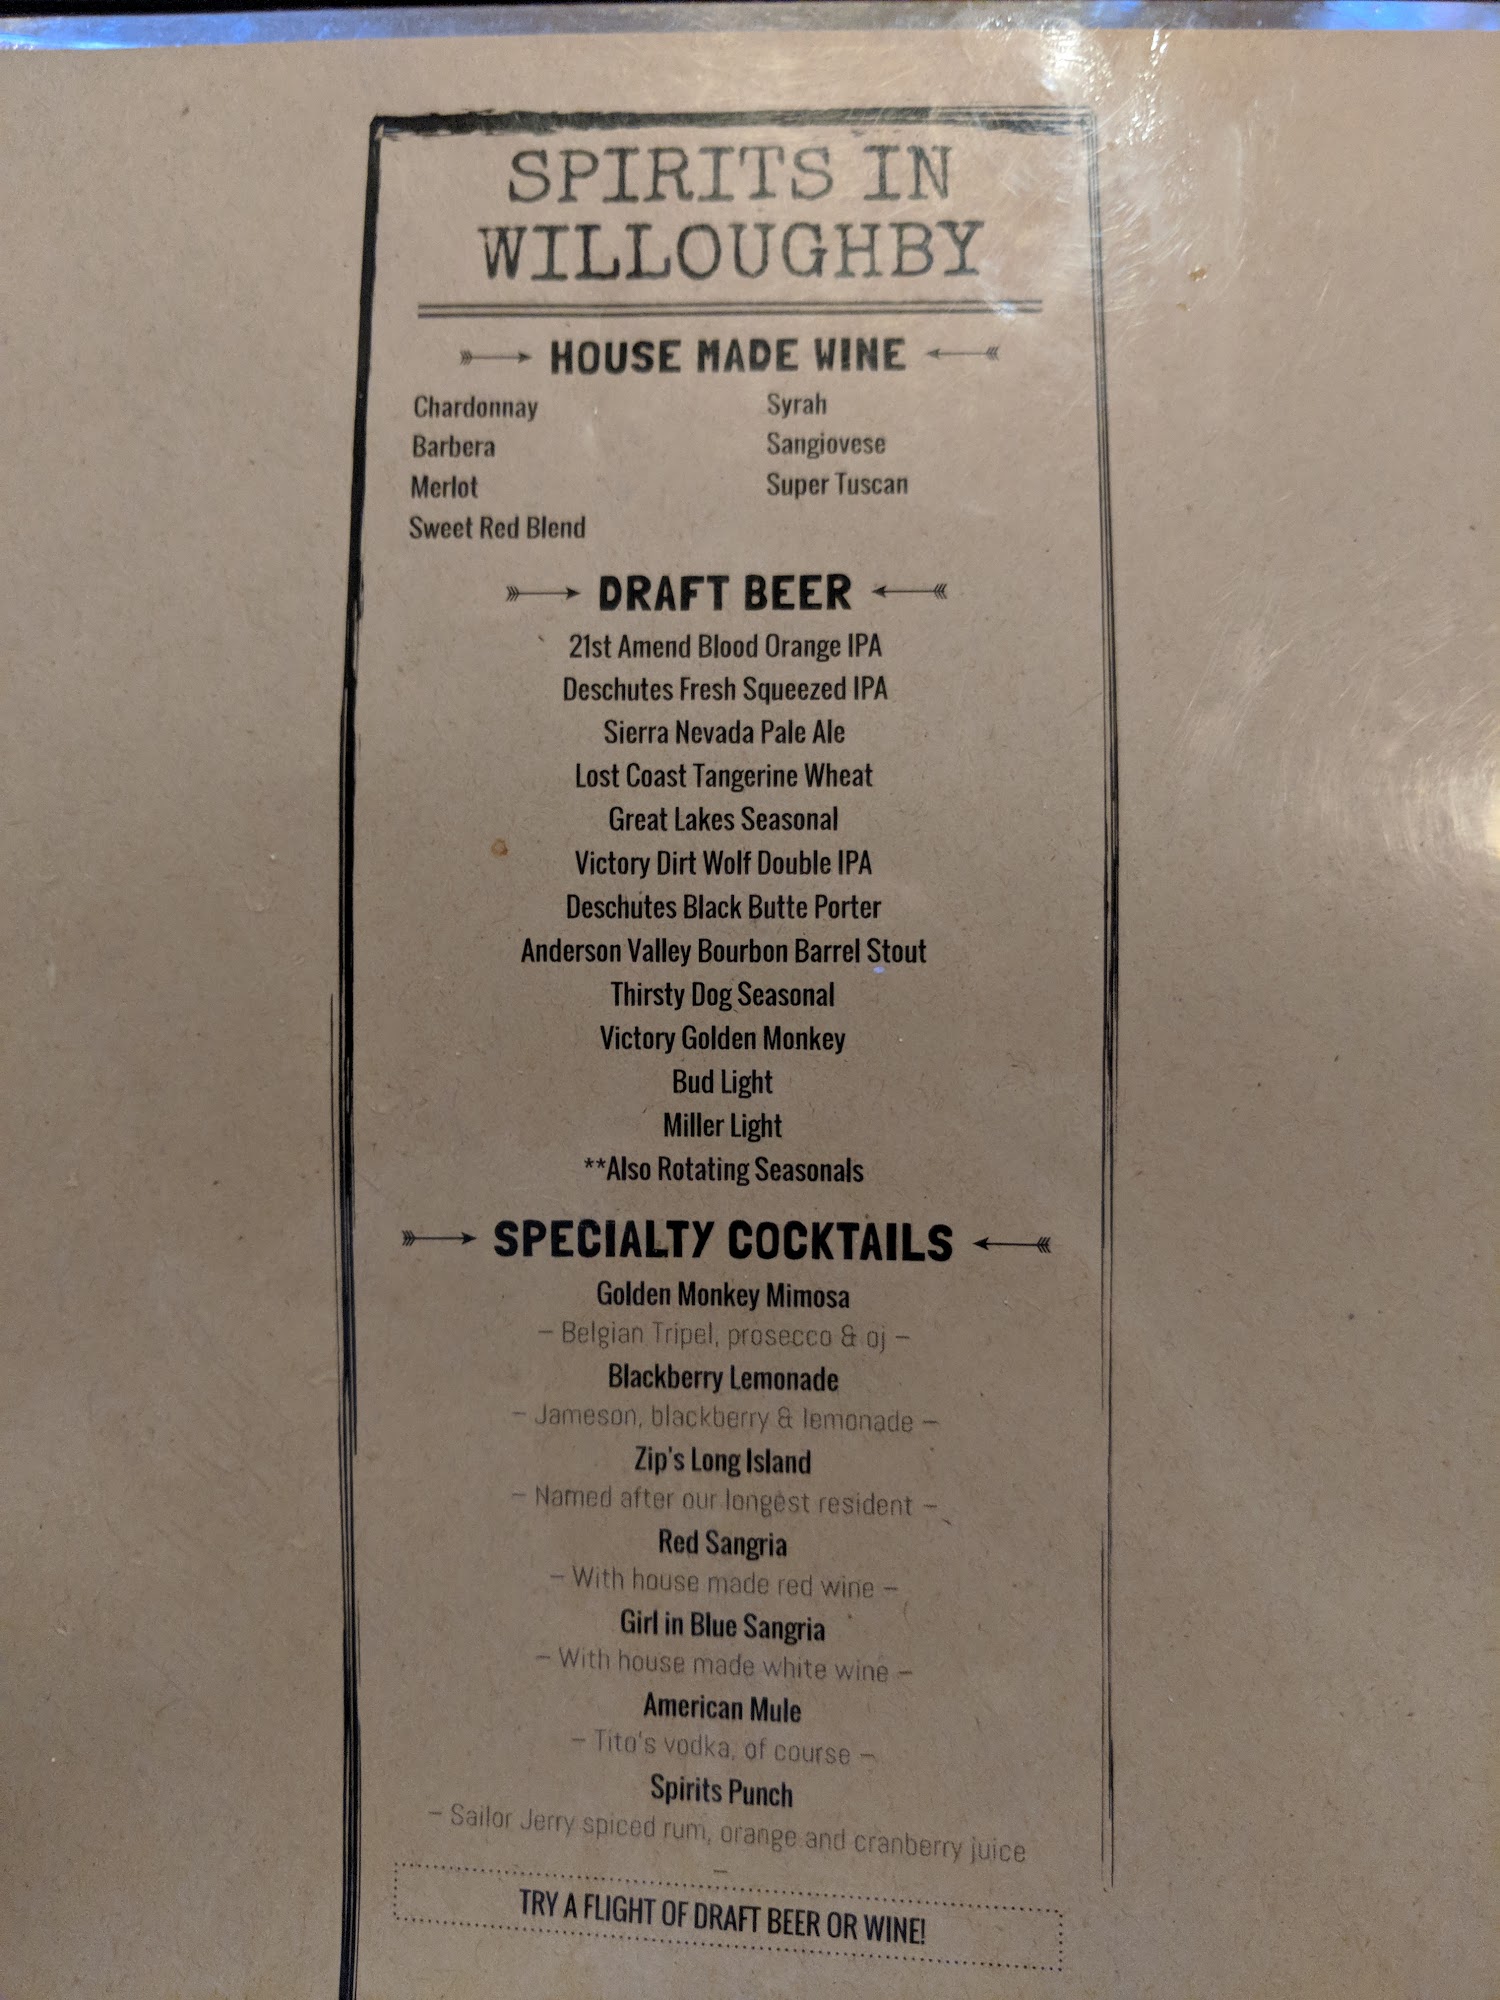 SPIRITS IN
WILLOUGHBY
HOUSE MADE WINE
Chardonnay
Barbera
Merlot
Sweet Red Blend
Syrah
Sangiovese
Super Tuscan
DRAFT BEER
21st Amend Blood Orange IPA
Deschutes Fresh Squeezed IPA
Sierra Nevada Pale Ale
Lost Coast Tangerine Wheat
Great Lakes Seasonal
Victory Dirt Wolf Double IPA
Deschutes Black Butte Porter
Anderson Valley Bourbon Barrel Stout
Thirsty Dog Seasonal
Victory Golden Monkey
Bud Light
Miller Light
**Also Rotating Seasonals
SPECIALTY COCKTAILS
Golden Monkey Mimosa
– Belgian Tripel, prosecco & oj –
Blackberry Lemonade
– Jameson, blackberry & lemonade –
Zip's Long Island
– Named after our longest resident –
Red Sangria
– With house made red wine –
Girl in Blue Sangria
– With house made white wine –
American Mule
– Tito's vodka, of course –
Spirits Punch
– Sailor Jerry spiced rum, orange and cranberry juice
–
TRY A FLIGHT OF DRAFT BEER OR WINE!